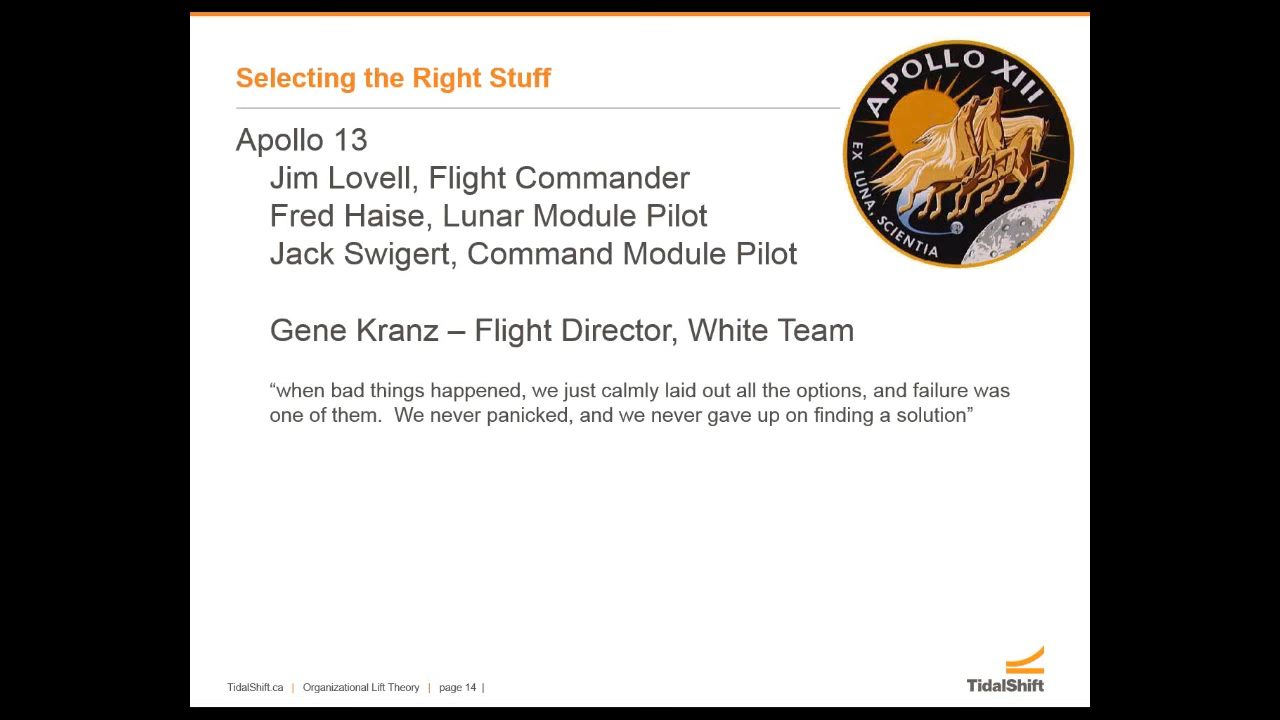 Selecting the Right Stuff
APOLLO XIII
EX LUNA, SCIENTIA
Apollo 13
Jim Lovell, Flight Commander
Fred Haise, Lunar Module Pilot
Jack Swigert, Command Module Pilot
Gene Kranz – Flight Director, White Team
“when bad things happened, we just calmly laid out all the options, and failure was
one of them.  We never panicked, and we never gave up on finding a solution”
TidalShift.ca | Organizational Lift Theory | page 14 |
TidalShift